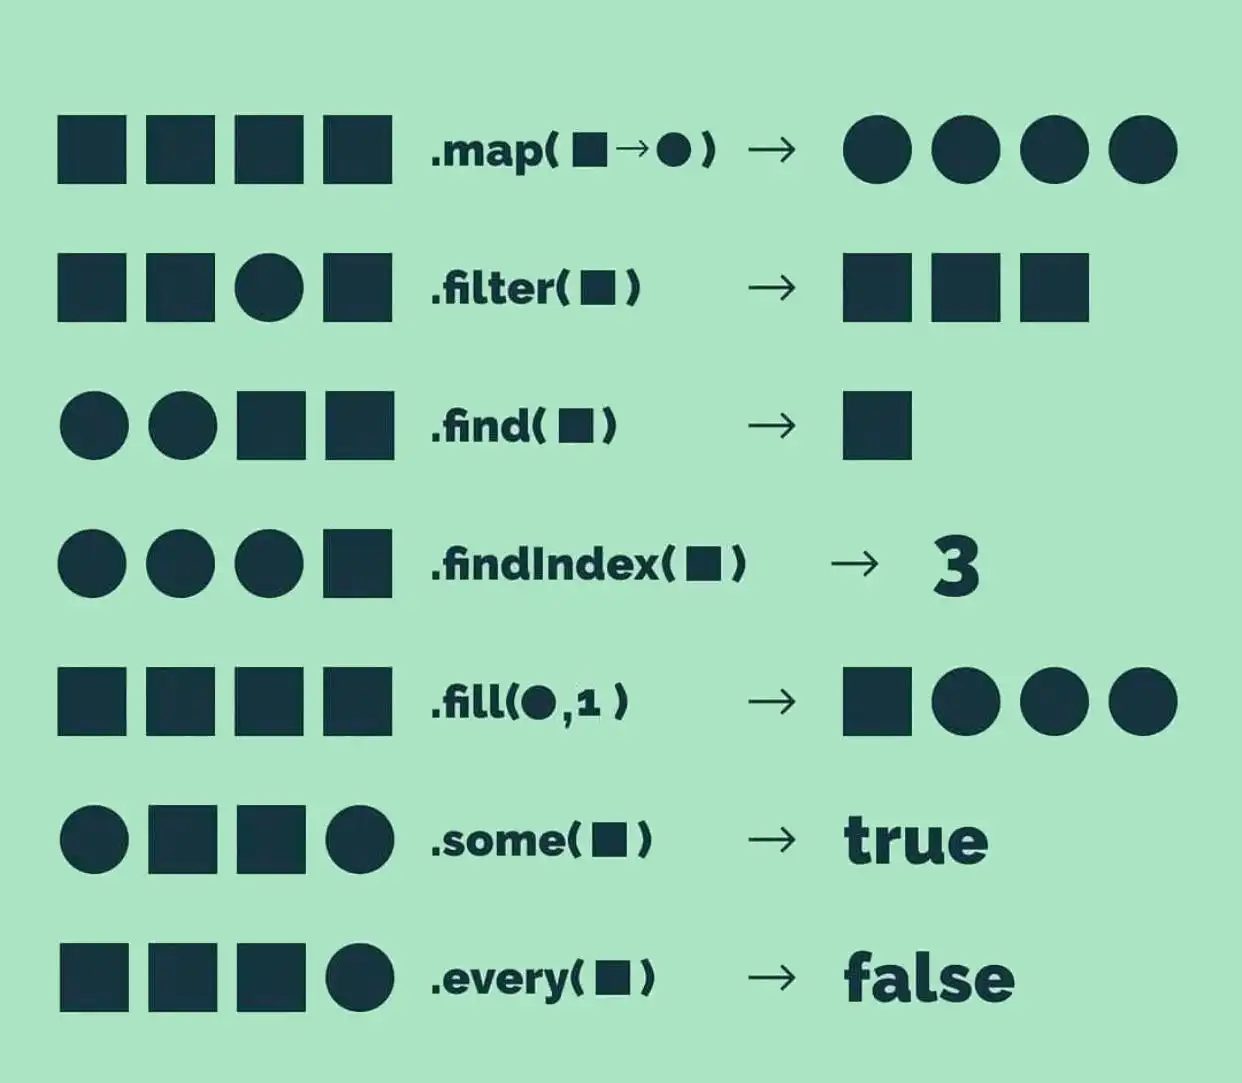 .map( ■→● ) → 
.filter( ■ ) → 
.find( ■ ) → 
.findIndex( ■ ) → 3
.fill(●,1 ) → 
.some( ■ ) → true
.every( ■ ) → false